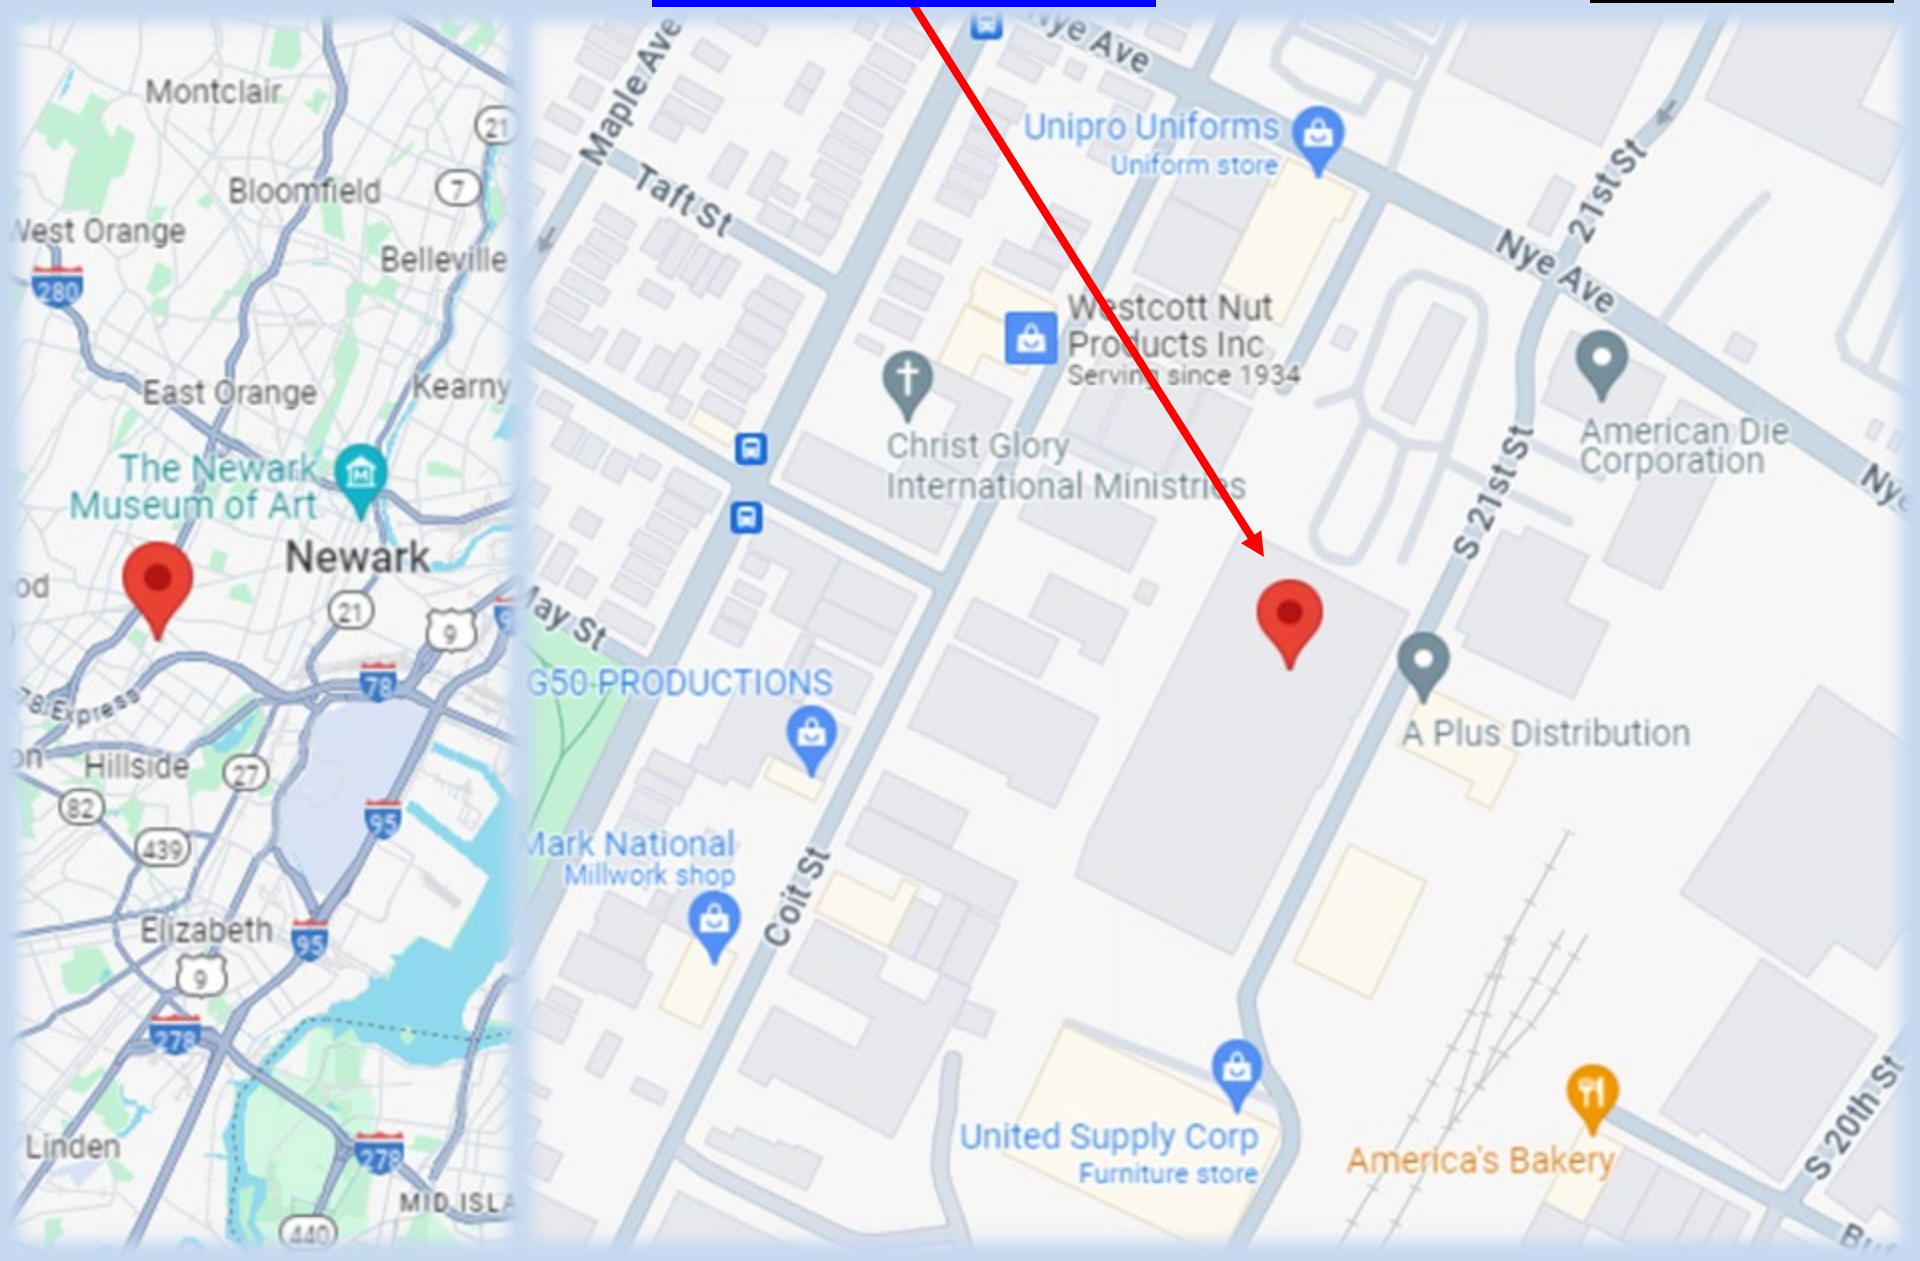 Montclair
21
Bloomfield
7
West Orange
Belleville
280
East Orange
Kearny
The Newark
Museum of Art
Newark
od
21
9
78
78 Express
on
Hillside
27
82
95
439
Elizabeth
95
9
278
Linden
278
MID ISLA
440
Maple Ave
Nye Ave
Unipro Uniforms
Uniform store
21st St
Taft St
Nye Ave
Westcott Nut
Products Inc
Serving since 1934
Christ Glory
International Ministries
American Die
Corporation
Nye
S 21st St
May St
G50 PRODUCTIONS
A Plus Distribution
Mark National
Millwork shop
Coit St
United Supply Corp
Furniture store
America's Bakery
S 20th St